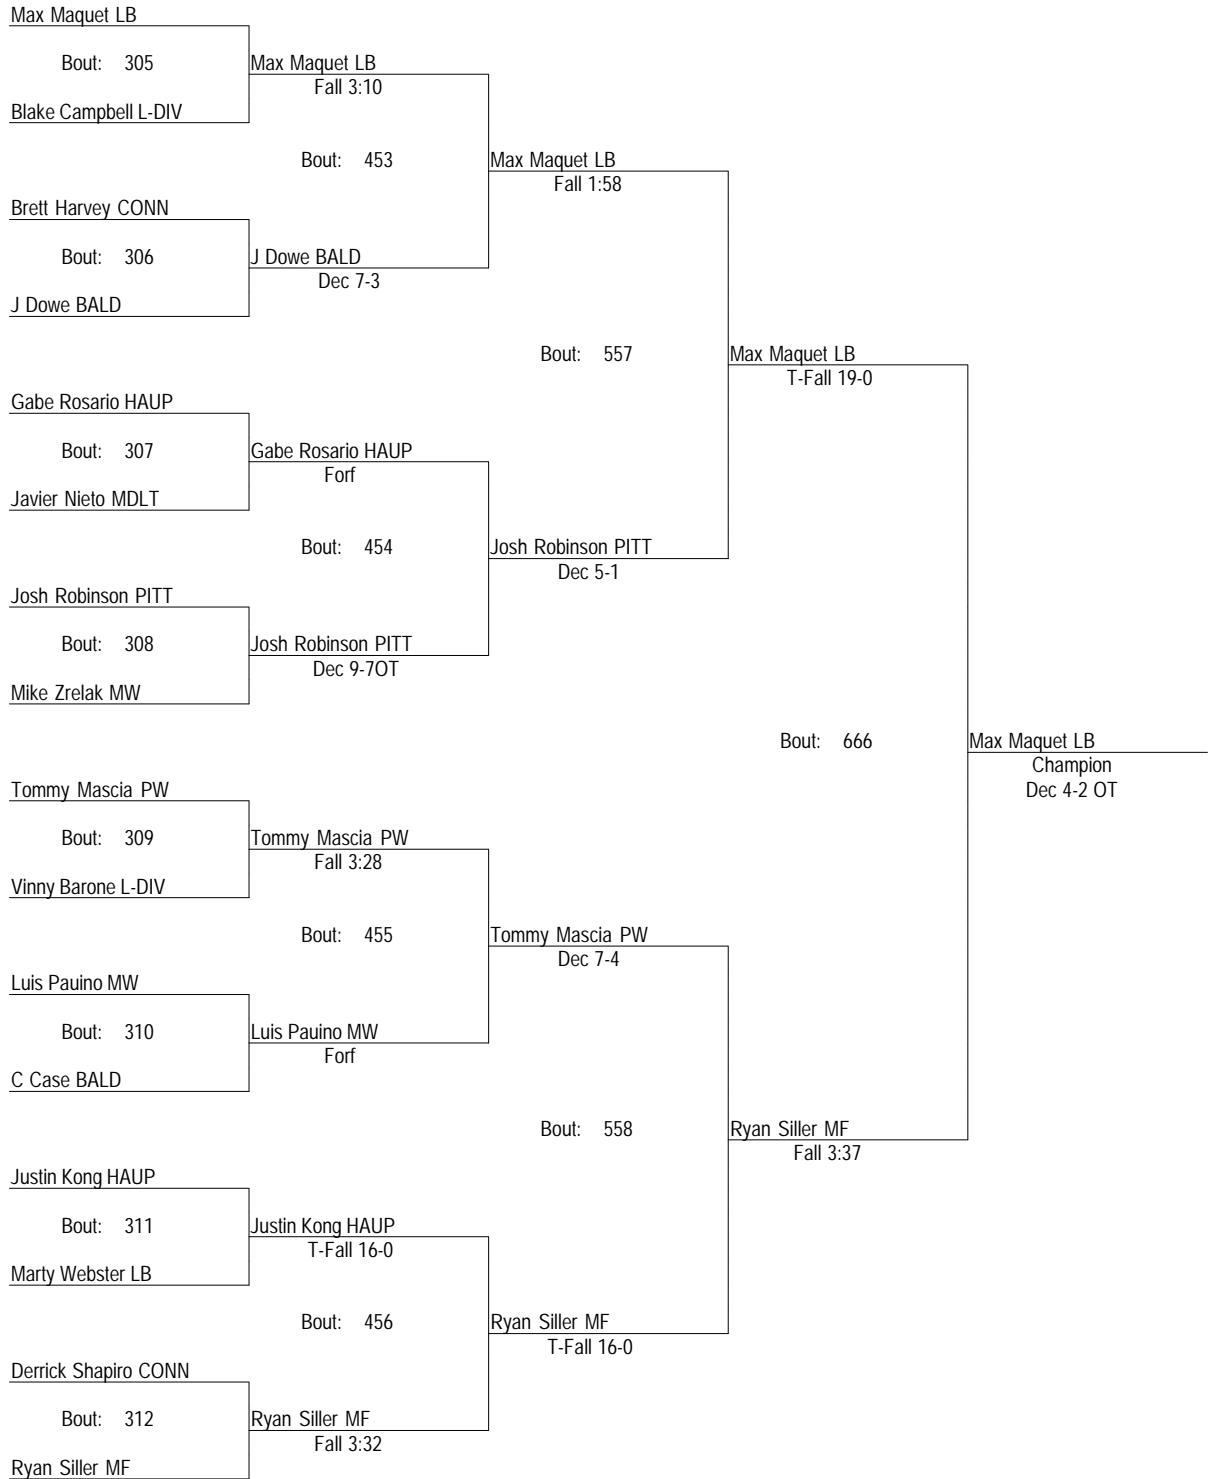 Max Maquet LB
Bout: 305
Max Maquet LB
Fall 3:10
Blake Campbell L-DIV
Bout: 453
Max Maquet LB
Fall 1:58
Brett Harvey CONN
Bout: 306
J Dowe BALD
Dec 7-3
J Dowe BALD
Bout: 557
Max Maquet LB
T-Fall 19-0
Gabe Rosario HAUP
Bout: 307
Gabe Rosario HAUP
Forf
Javier Nieto MDLT
Bout: 454
Josh Robinson PITT
Dec 5-1
Josh Robinson PITT
Bout: 308
Josh Robinson PITT
Dec 9-7OT
Mike Zrelak MW
Bout: 666
Max Maquet LB
Champion
Dec 4-2 OT
Tommy Mascia PW
Bout: 309
Tommy Mascia PW
Fall 3:28
Vinny Barone L-DIV
Bout: 455
Tommy Mascia PW
Dec 7-4
Luis Pauino MW
Bout: 310
Luis Pauino MW
Forf
C Case BALD
Bout: 558
Ryan Siller MF
Fall 3:37
Justin Kong HAUP
Bout: 311
Justin Kong HAUP
T-Fall 16-0
Marty Webster LB
Bout: 456
Ryan Siller MF
T-Fall 16-0
Derrick Shapiro CONN
Bout: 312
Ryan Siller MF
Fall 3:32
Ryan Siller MF